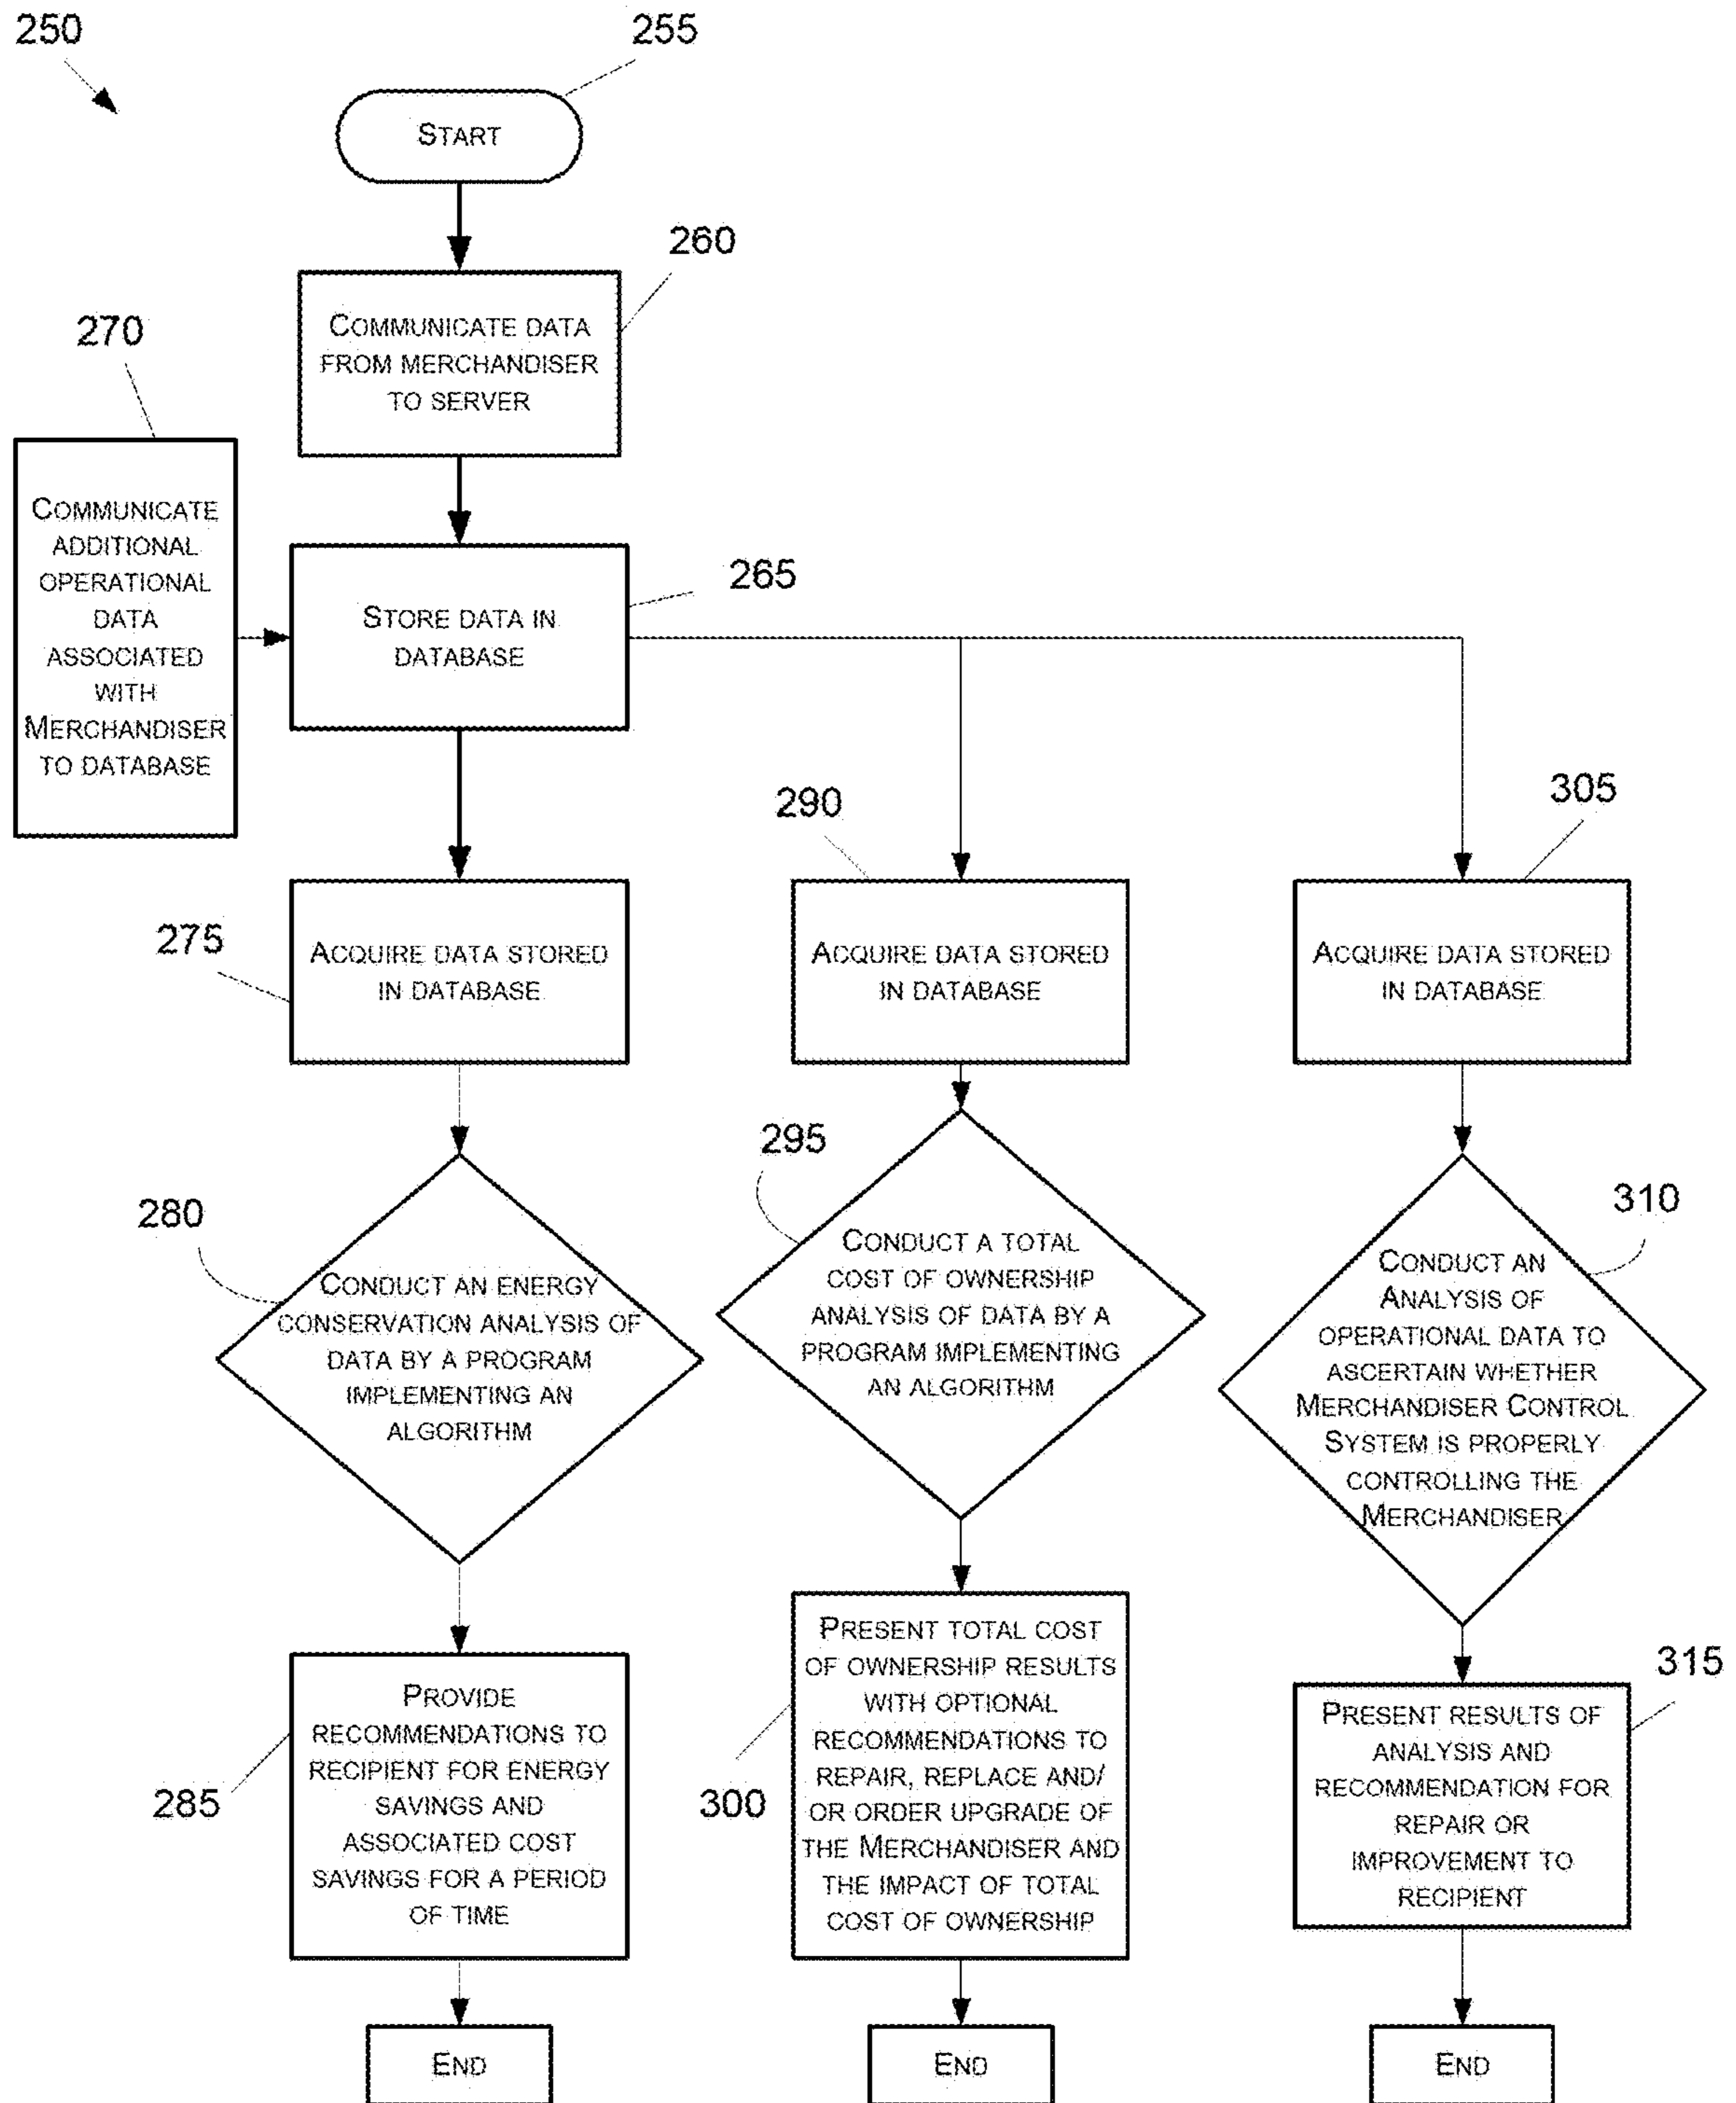 250
255
START
260
COMMUNICATE DATA
FROM MERCHANDISER
TO SERVER
270
COMMUNICATE
ADDITIONAL
OPERATIONAL
DATA
ASSOCIATED
WITH
MERCHANDISER
TO DATABASE
265
STORE DATA IN
DATABASE
275
ACQUIRE DATA STORED
IN DATABASE
290
ACQUIRE DATA STORED
IN DATABASE
305
ACQUIRE DATA STORED
IN DATABASE
280
CONDUCT AN ENERGY
CONSERVATION ANALYSIS OF
DATA BY A PROGRAM
IMPLEMENTING AN
ALGORITHM
295
CONDUCT A TOTAL
COST OF OWNERSHIP
ANALYSIS OF DATA BY A
PROGRAM IMPLEMENTING
AN ALGORITHM
310
CONDUCT AN
ANALYSIS OF
OPERATIONAL DATA TO
ASCERTAIN WHETHER
MERCHANDISER CONTROL
SYSTEM IS PROPERLY
CONTROLLING THE
MERCHANDISER
285
PROVIDE
RECOMMENDATIONS TO
RECIPIENT FOR ENERGY
SAVINGS AND
ASSOCIATED COST
SAVINGS FOR A PERIOD
OF TIME
300
PRESENT TOTAL COST
OF OWNERSHIP RESULTS
WITH OPTIONAL
RECOMMENDATIONS TO
REPAIR, REPLACE AND/
OR ORDER UPGRADE OF
THE MERCHANDISER AND
THE IMPACT OF TOTAL
COST OF OWNERSHIP
315
PRESENT RESULTS OF
ANALYSIS AND
RECOMMENDATION FOR
REPAIR OR
IMPROVEMENT TO
RECIPIENT
END
END
END